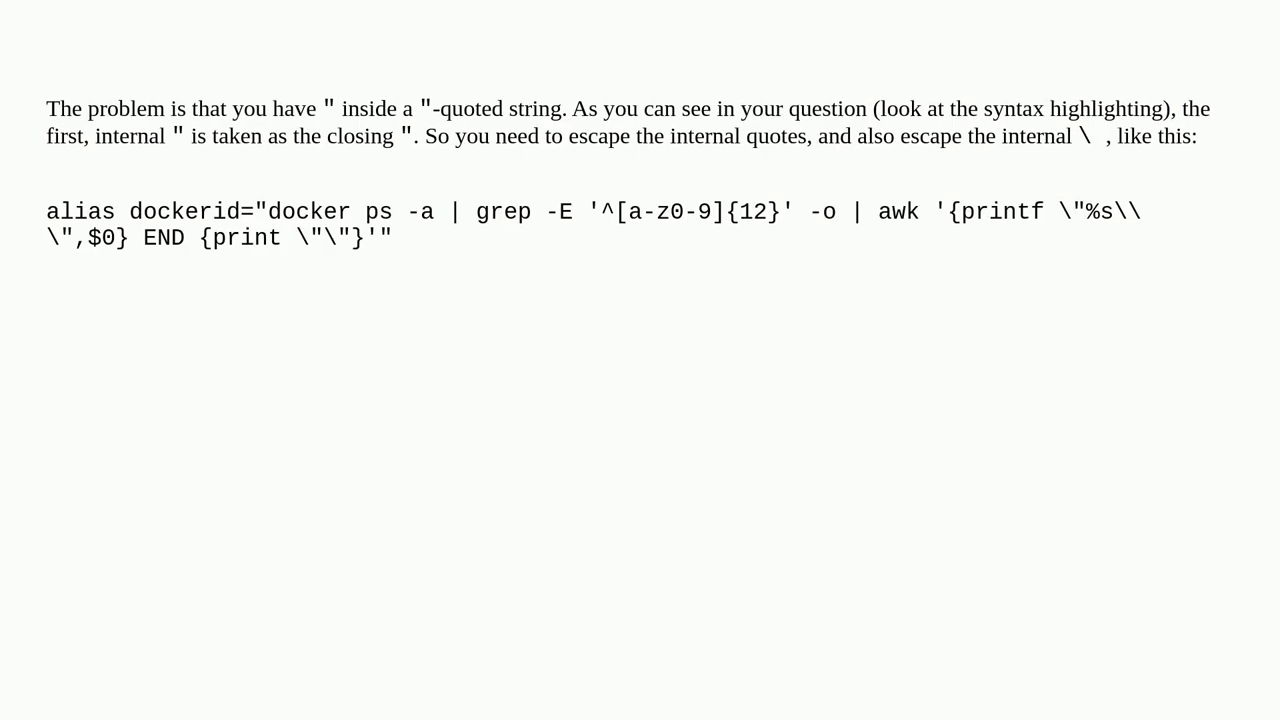 The problem is that you have " inside a "-quoted string. As you can see in your question (look at the syntax highlighting), the
first, internal " is taken as the closing ". So you need to escape the internal quotes, and also escape the internal \ , like this:
alias dockerid="docker ps -a | grep -E '^[a-z0-9]{12}' -o | awk '{printf \"%s\\
\",$0} END {print \"\"}'"